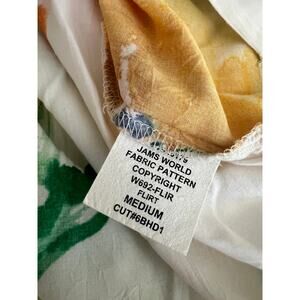 JAMS WORLD
FABRIC PATTERN
COPYRIGHT
W692-FLIR
FLIRT
MEDIUM
CUT#6BHD1